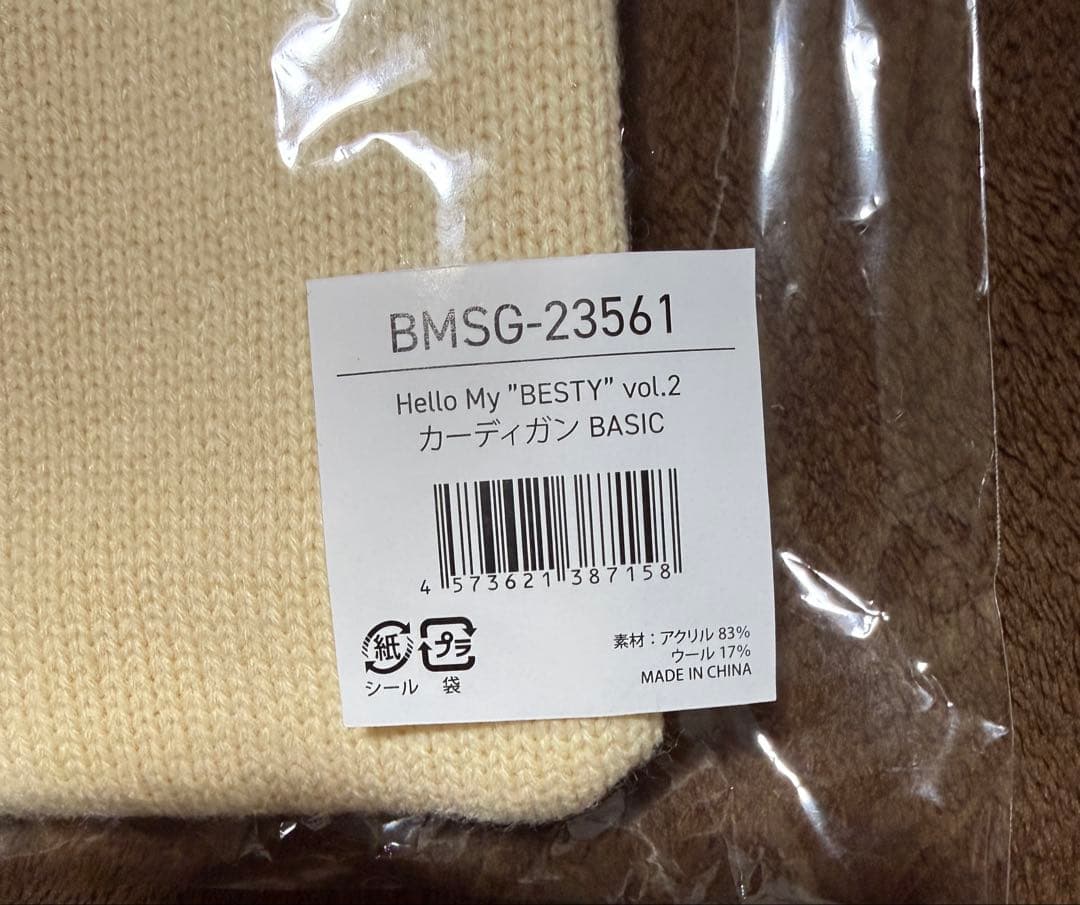 BMSG-23561
Hello My "BESTY" vol.2
カーディガン BASIC
4 573621 387158
紙 プラ
シール 袋
素材：アクリル 83%
ウール 17%
MADE IN CHINA